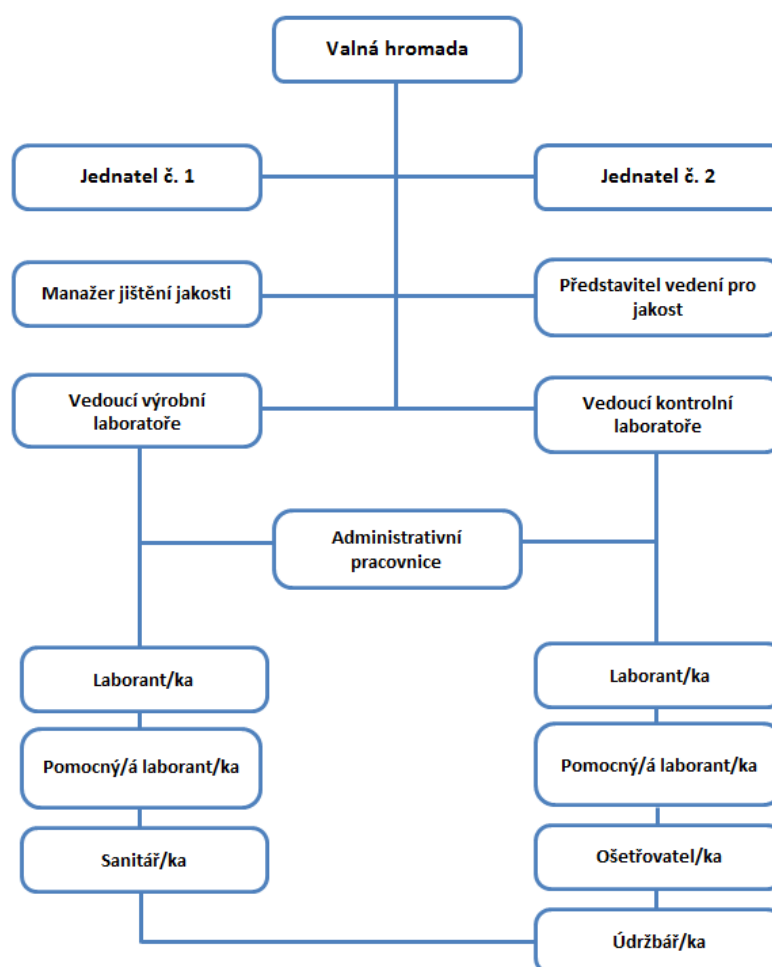 Valná hromada
Jednatel č. 1
Jednatel č. 2
Manažer jištění jakosti
Představitel vedení pro
jakost
Vedoucí výrobní
laboratoře
Vedoucí kontrolní
laboratoře
Administrativní
pracovnice
Laborant/ka
Laborant/ka
Pomocný/á laborant/ka
Pomocný/á laborant/ka
Sanitář/ka
Ošetřovatel/ka
Údržbář/ka